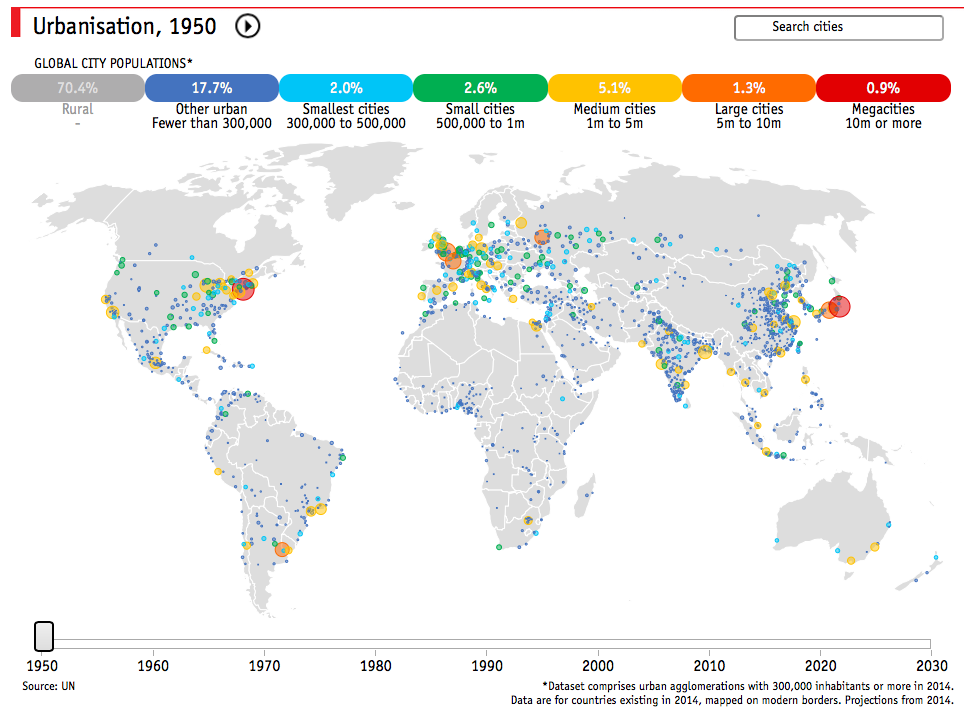 Urbanisation, 1950
Search cities
GLOBAL CITY POPULATIONS*
70.4%
17.7%
2.0%
2.6%
5.1%
1.3%
0.9%
Rural
-
Other urban
Fewer than 300,000
Smallest cities
300,000 to 500,000
Small cities
500,000 to 1m
Medium cities
1m to 5m
Large cities
5m to 10m
Megacities
10m or more
1950
1960
1970
1980
1990
2000
2010
2020
2030
Source: UN
*Dataset comprises urban agglomerations with 300,000 inhabitants or more in 2014.
Data are for countries existing in 2014, mapped on modern borders. Projections from 2014.